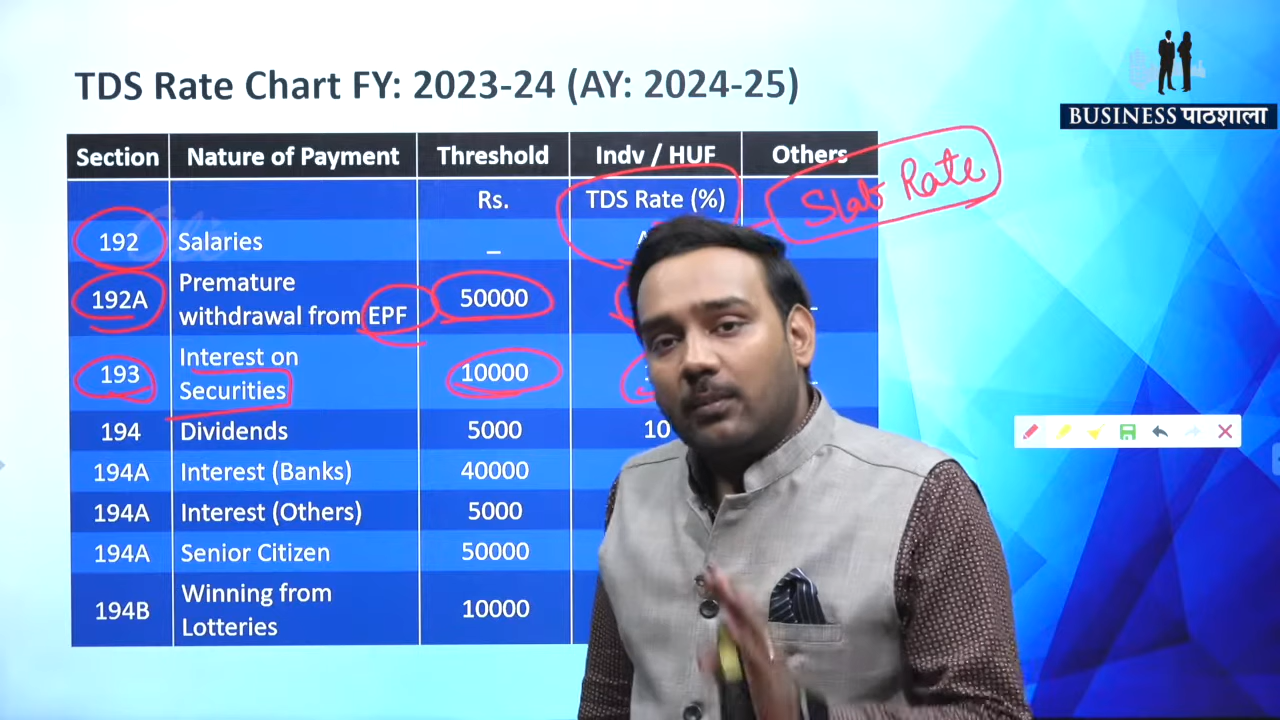 TDS Rate Chart FY: 2023-24 (AY: 2024-25)
BUSINESS पाठशाला
Section Nature of Payment Threshold Indv / HUF Others
Rs. TDS Rate (%)
Slab Rate
192 Salaries _
192A Premature withdrawal from EPF 50000 _
193 Interest on Securities 10000 _
194 Dividends 5000 10
194A Interest (Banks) 40000
194A Interest (Others) 5000
194A Senior Citizen 50000
194B Winning from Lotteries 10000